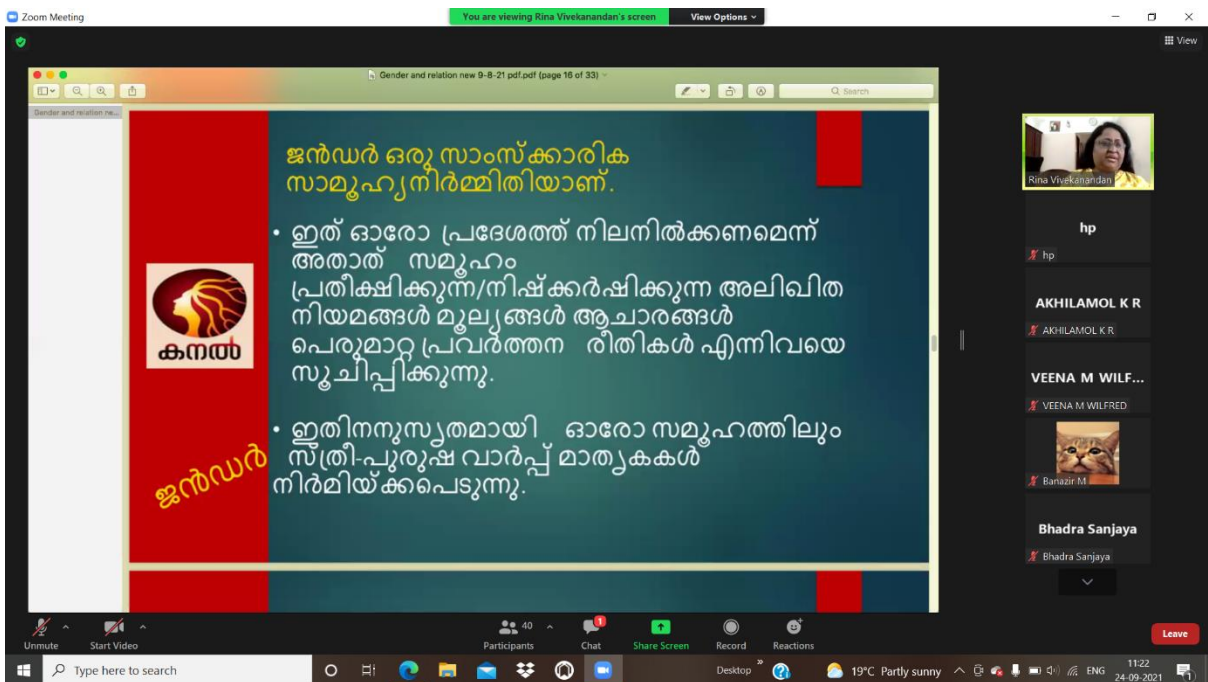 Zoom Meeting
You are viewing Rina Vivekanandan's screen
View Options
View
Gender and relation new 9-8-21 pdf.pdf (page 16 of 33)
Search
Gender and relation ne...
ജൻഡർ ഒരു സാംസ്ക്കാരിക
സാമൂഹ്യനിർമ്മിതിയാണ്.
• ഇത് ഓരോ പ്രദേശത്ത് നിലനിൽക്കണമെന്ന്
അതാത് സമൂഹം
പ്രതീക്ഷിക്കുന്ന/നിഷ്ക്കർഷിക്കുന്ന അലിഖിത
നിയമങ്ങൾ മൂല്യങ്ങൾ ആചാരങ്ങൾ
പെരുമാറ്റ പ്രവർത്തന രീതികൾ എന്നിവയെ
സൂചിപ്പിക്കുന്നു.
• ഇതിനനുസൃതമായി ഓരോ സമൂഹത്തിലും
സ്ത്രീ-പുരുഷ വാർപ്പ് മാതൃകകൾ
നിർമിയ്ക്കപെടുന്നു.
കനൽ
ജൻഡർ
Rina Vivekanandan
hp
hp
AKHILAMOL K R
AKHILAMOL K R
VEENA M WILF...
VEENA M WILFRED
Banazir M
Bhadra Sanjaya
Bhadra Sanjaya
Unmute
Start Video
40
Participants
1
Chat
Share Screen
Record
Reactions
Leave
Type here to search
Desktop
19°C Partly sunny
ENG
11:22
24-09-2021